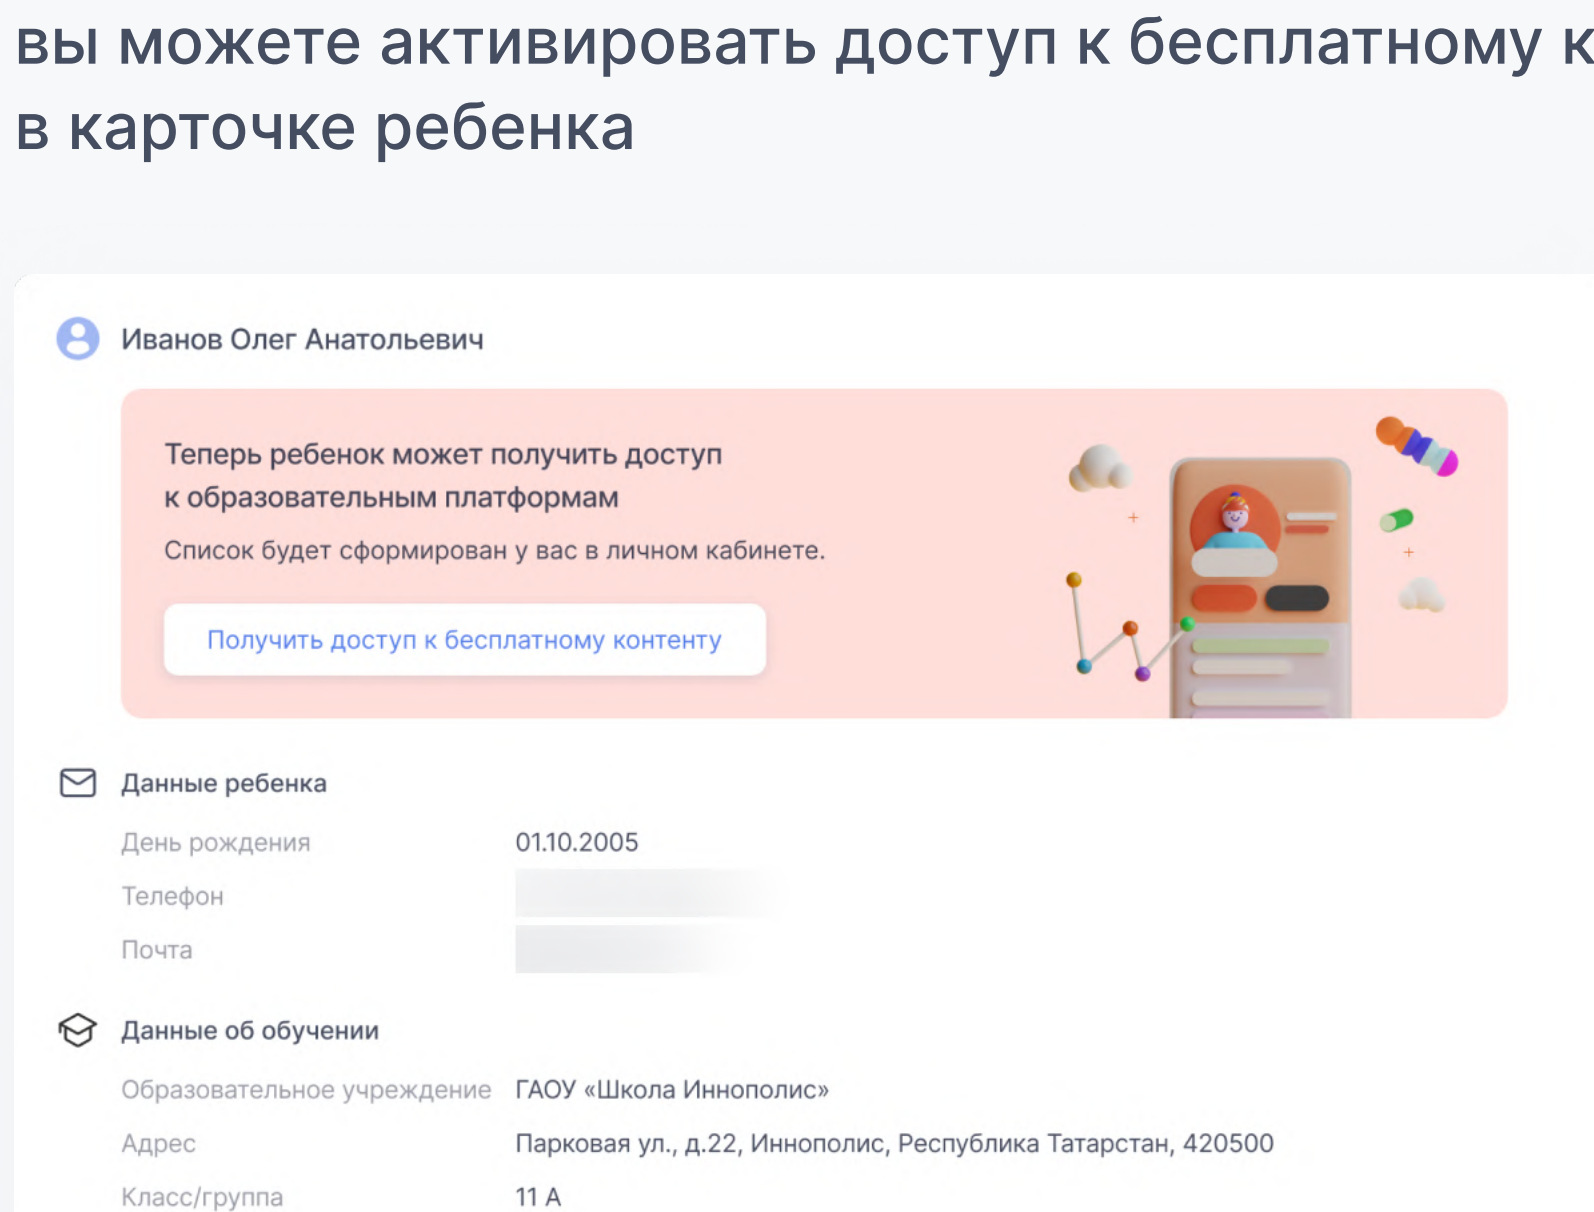 вы можете активировать доступ к бесплатному к
в карточке ребенка
Иванов Олег Анатольевич
Теперь ребенок может получить доступ
к образовательным платформам
Список будет сформирован у вас в личном кабинете.
Получить доступ к бесплатному контенту
Данные ребенка
День рождения 01.10.2005
Телефон
Почта
Данные об обучении
Образовательное учреждение ГАОУ «Школа Иннополис»
Адрес Парковая ул., д.22, Иннополис, Республика Татарстан, 420500
Класс/группа 11 А